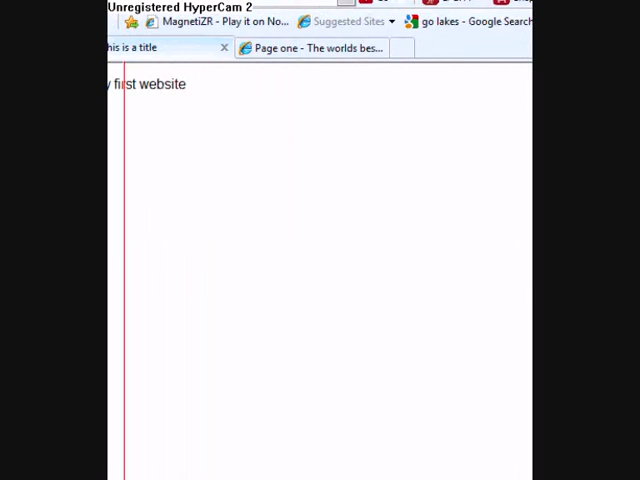 Unregistered HyperCam 2
MagnetiZR - Play it on No... Suggested Sites go lakes - Google Search
his is a title Page one - The worlds bes...
y first website